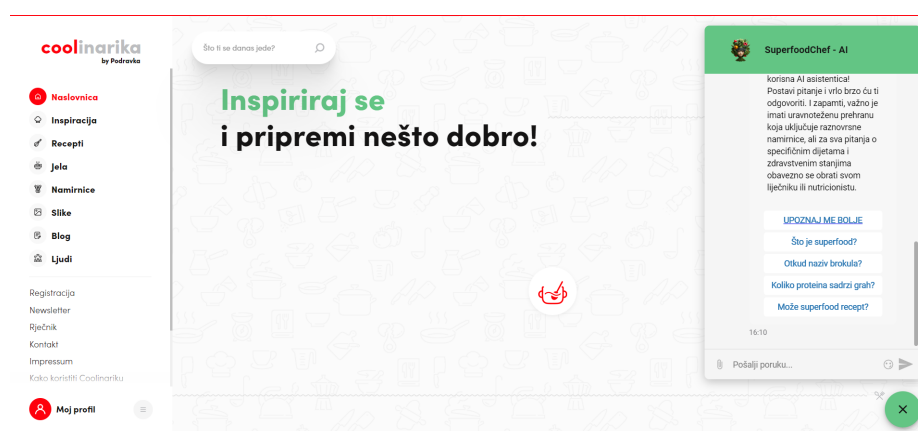 coolinarika
by Podravka
Naslovnica
Inspiracija
Recepti
Jela
Namirnice
Slike
Blog
Ljudi
Registracija
Newsletter
Rječnik
Kontakt
Impressum
Kako koristiti Coolinariku
Moj profil
Što ti se danas jede?
Inspiriraj se
i pripremi nešto dobro!
SuperfoodChef - AI
korisna AI asistentica!
Postavi pitanje i vrlo brzo ću ti
odgovoriti. I zapamti, važno je
imati uravnoteženu prehranu
koja uključuje raznovrsne
namirnice, ali za sva pitanja o
specifičnim dijetama i
zdravstvenim stanjima
obavezno se obrati svom
liječniku ili nutricionistu.
UPOZNAJ ME BOLJE
Što je superfood?
Otkud naziv brokula?
Koliko proteina sadrzi grah?
Može superfood recept?
16:10
Pošalji poruku...